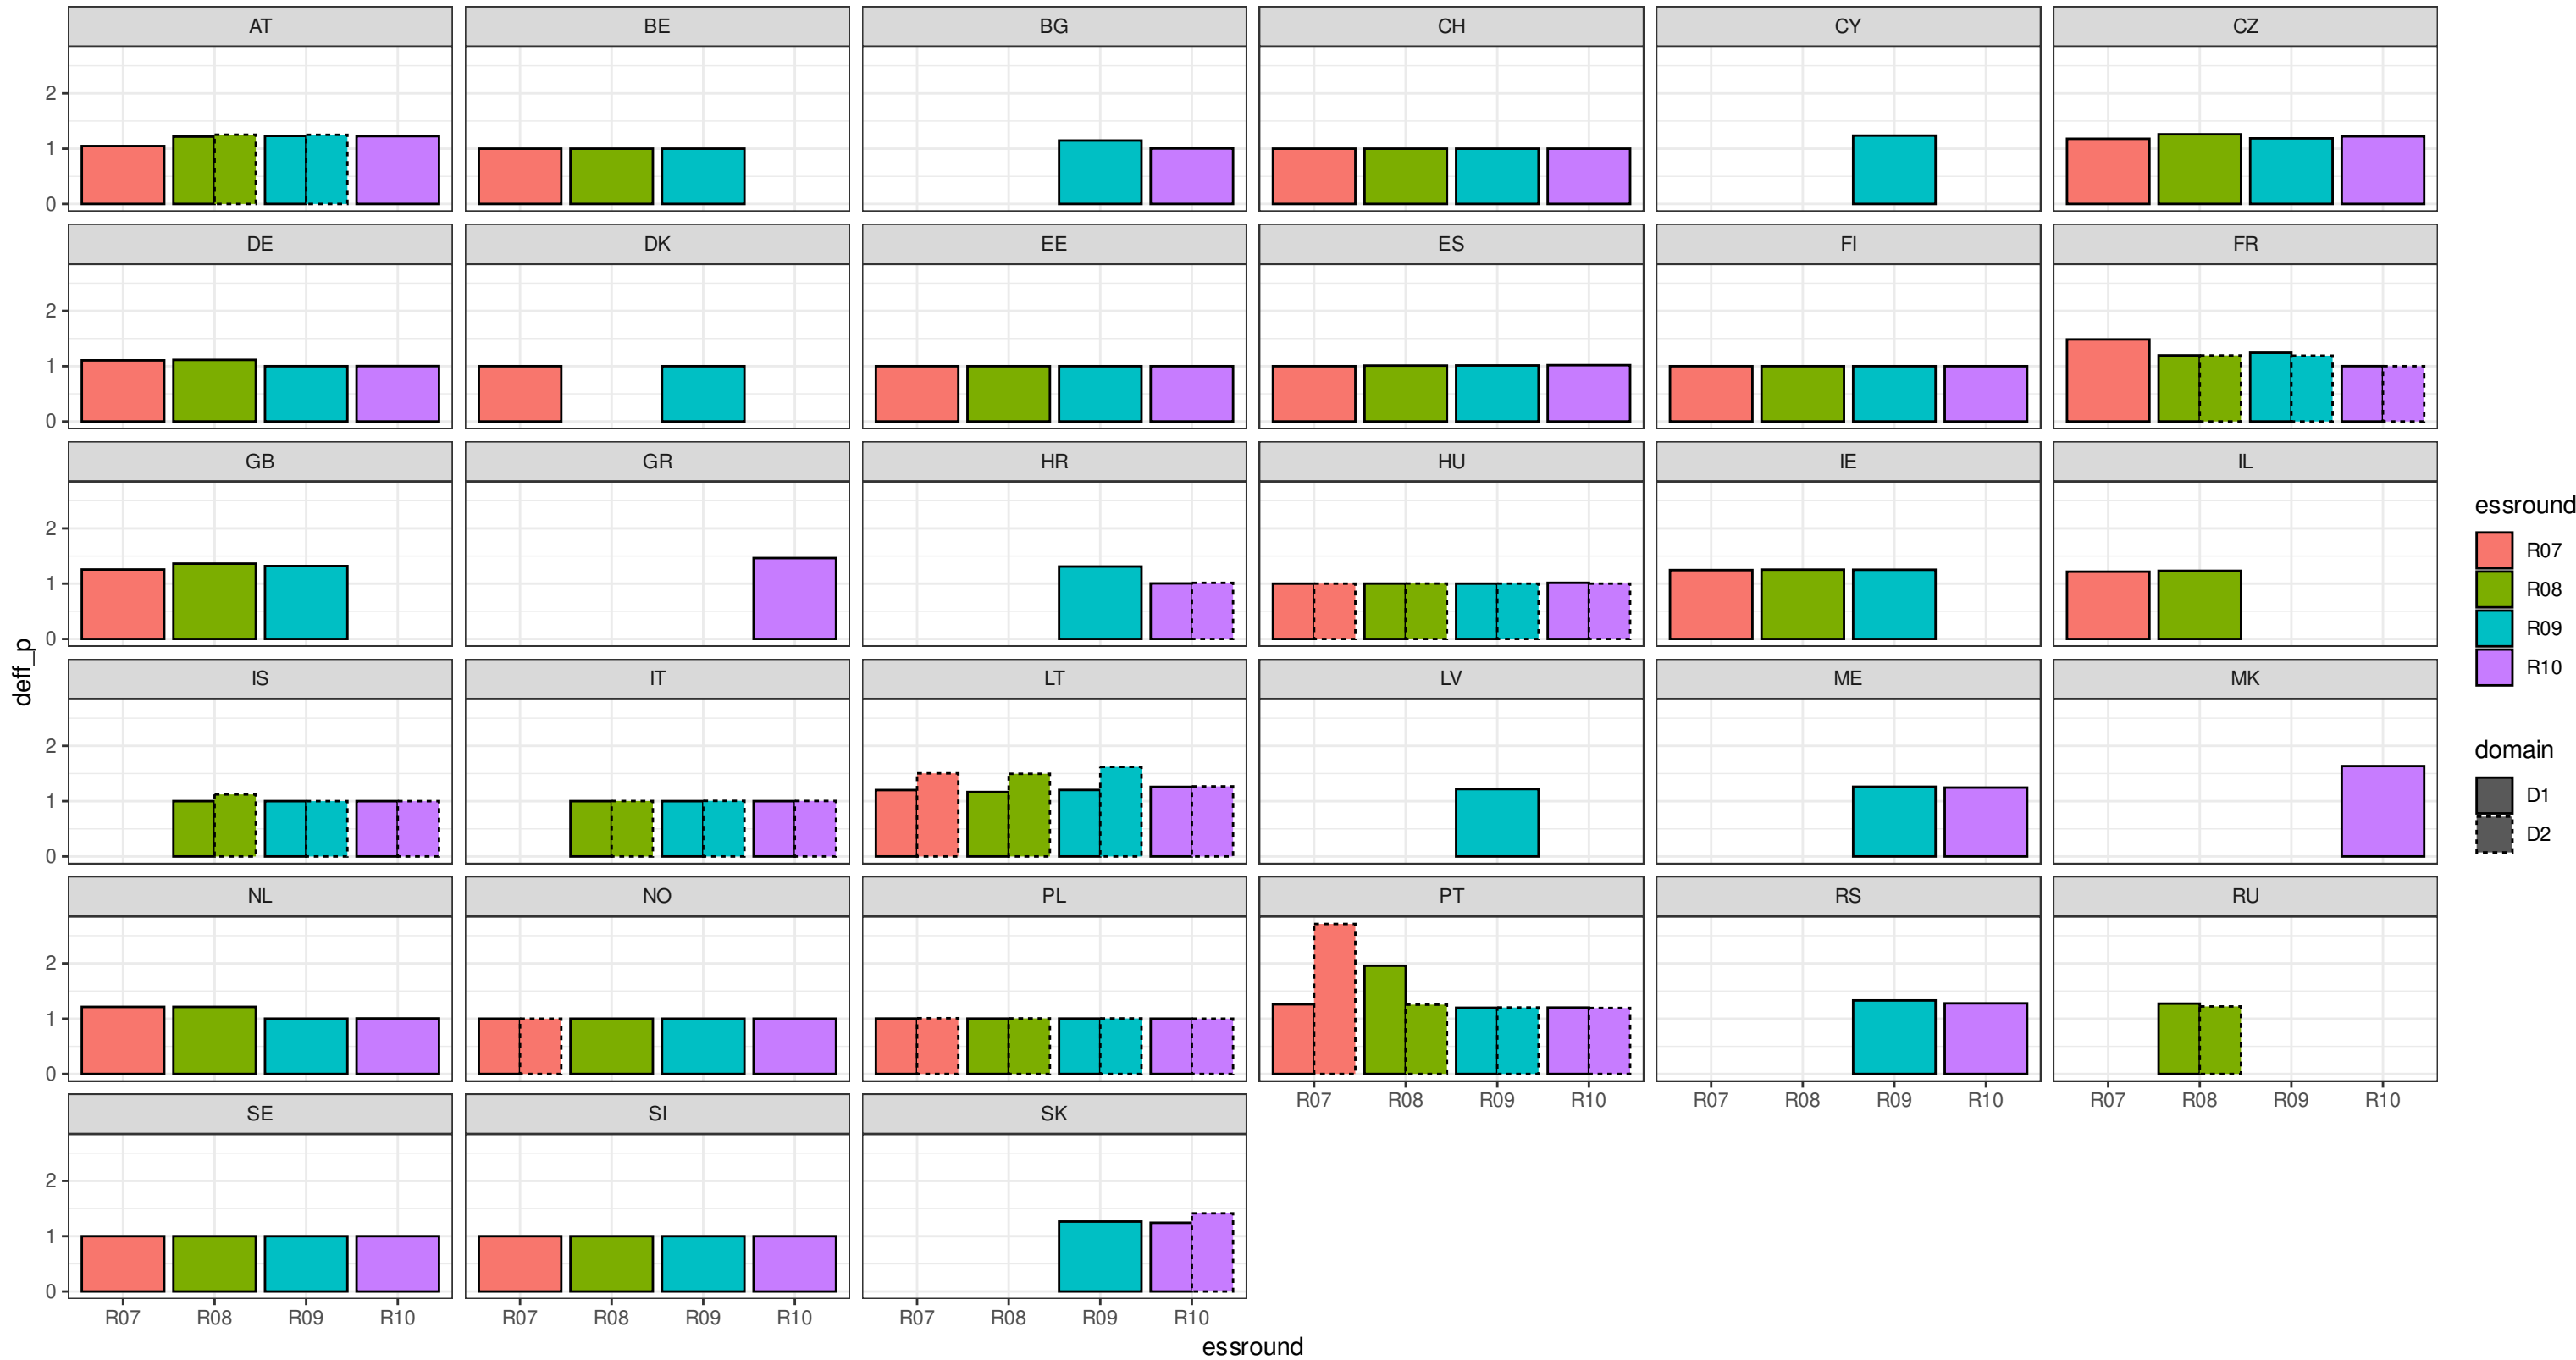 AT BE BG CH CY CZ
2
1
0
DE DK EE ES FI FR
2
1
0
GB GR HR HU IE IL
2
1
0
IS IT LT LV ME MK
2
1
0
NL NO PL PT RS RU
2
1
0
R07 R08 R09 R10 R07 R08 R09 R10 R07 R08 R09 R10
SE SI SK
2
1
0
R07 R08 R09 R10 R07 R08 R09 R10 R07 R08 R09 R10
essround
deff_p
essround
R07
R08
R09
R10
domain
D1
D2